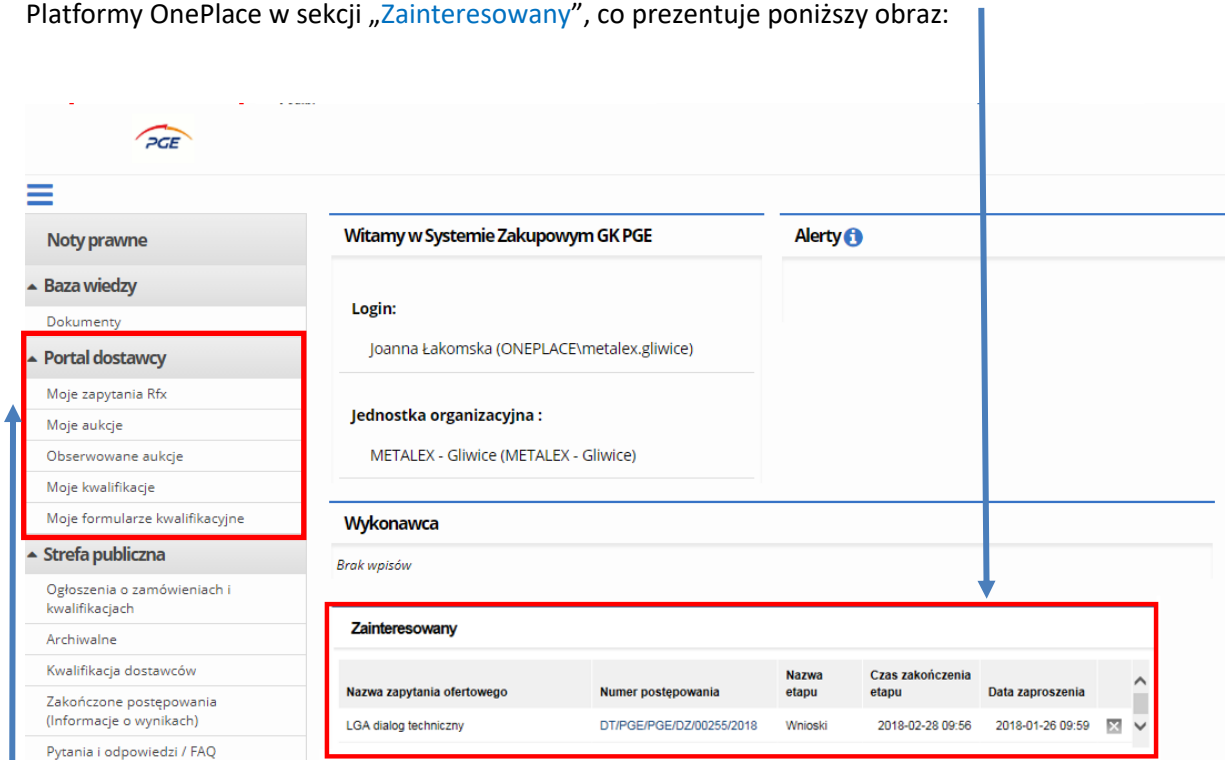 Platformy OnePlace w sekcji „Zainteresowany”, co prezentuje poniższy obraz:
PGE
Noty prawne
Baza wiedzy
Dokumenty
Portal dostawcy
Moje zapytania Rfx
Moje aukcje
Obserwowane aukcje
Moje kwalifikacje
Moje formularze kwalifikacyjne
Strefa publiczna
Ogłoszenia o zamówieniach i
kwalifikacjach
Archiwalne
Kwalifikacja dostawców
Zakończone postępowania
(Informacje o wynikach)
Pytania i odpowiedzi / FAQ
Witamy w Systemie Zakupowym GK PGE
Login:
Joanna Łakomska (ONEPLACE\metalex.gliwice)
Jednostka organizacyjna :
METALEX - Gliwice (METALEX - Gliwice)
Alerty
Wykonawca
Brak wpisów
Zainteresowany
Nazwa zapytania ofertowego Numer postępowania Nazwa etapu Czas zakończenia etapu Data zaproszenia
LGA dialog techniczny DT/PGE/PGE/DZ/00255/2018 Wnioski 2018-02-28 09:56 2018-01-26 09:59